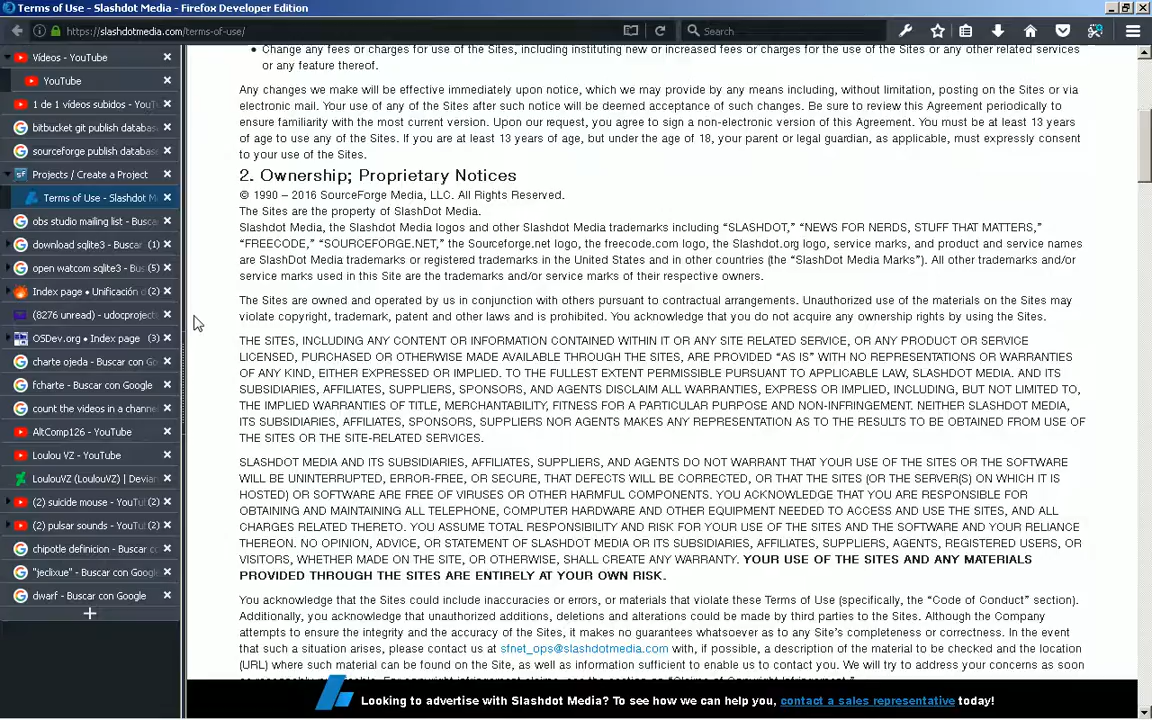 Terms of Use - Slashdot Media - Firefox Developer Edition
https://slashdotmedia.com/terms-of-use/
Search
Vídeos - YouTube
YouTube
1 de 1 vídeos subidos - YouT
bitbucket git publish databas
sourceforge publish databas
Projects / Create a Project
Terms of Use - Slashdot M
obs studio mailing list - Busc
download sqlite3 - Buscar (1)
open watcom sqlite3 - Bus (5)
Index page • Unificación d (2)
(8276 unread) - udocproject
OSDev.org • Index page (3)
charte ojeda - Buscar con Go
fcharte - Buscar con Google
count the videos in a channe
AltComp126 - YouTube
Loulou VZ - YouTube
LoulouVZ (LoulouVZ) | Devia
(2) suicide mouse - YouTu (2)
(2) pulsar sounds - YouTu (2)
chipotle definicion - Buscar co
"jeclixue" - Buscar con Google
dwarf - Buscar con Google
Change any fees or charges for use of the Sites, including instituting new or increased fees or charges for the use of the Sites or any other related services
or any feature thereof.
Any changes we make will be effective immediately upon notice, which we may provide by any means including, without limitation, posting on the Sites or via
electronic mail. Your use of any of the Sites after such notice will be deemed acceptance of such changes. Be sure to review this Agreement periodically to
ensure familiarity with the most current version. Upon our request, you agree to sign a non-electronic version of this Agreement. You must be at least 13 years
of age to use any of the Sites. If you are at least 13 years of age, but under the age of 18, your parent or legal guardian, as applicable, must expressly consent
to your use of the Sites.
2. Ownership; Proprietary Notices
© 1990 – 2016 SourceForge Media, LLC. All Rights Reserved.
The Sites are the property of SlashDot Media.
Slashdot Media, the Slashdot Media logos and other Slashdot Media trademarks including “SLASHDOT,” “NEWS FOR NERDS, STUFF THAT MATTERS,”
“FREECODE,” “SOURCEFORGE.NET,” the Sourceforge.net logo, the freecode.com logo, the Slashdot.org logo, service marks, and product and service names
are SlashDot Media trademarks or registered trademarks in the United States and in other countries (the “SlashDot Media Marks”). All other trademarks and/or
service marks used in this Site are the trademarks and/or service marks of their respective owners.
The Sites are owned and operated by us in conjunction with others pursuant to contractual arrangements. Unauthorized use of the materials on the Sites may
violate copyright, trademark, patent and other laws and is prohibited. You acknowledge that you do not acquire any ownership rights by using the Sites.
THE SITES, INCLUDING ANY CONTENT OR INFORMATION CONTAINED WITHIN IT OR ANY SITE RELATED SERVICE, OR ANY PRODUCT OR SERVICE
LICENSED, PURCHASED OR OTHERWISE MADE AVAILABLE THROUGH THE SITES, ARE PROVIDED “AS IS” WITH NO REPRESENTATIONS OR WARRANTIES
OF ANY KIND, EITHER EXPRESSED OR IMPLIED. TO THE FULLEST EXTENT PERMISSIBLE PURSUANT TO APPLICABLE LAW, SLASHDOT MEDIA. AND ITS
SUBSIDIARIES, AFFILIATES, SUPPLIERS, SPONSORS, AND AGENTS DISCLAIM ALL WARRANTIES, EXPRESS OR IMPLIED, INCLUDING, BUT NOT LIMITED TO,
THE IMPLIED WARRANTIES OF TITLE, MERCHANTABILITY, FITNESS FOR A PARTICULAR PURPOSE AND NON-INFRINGEMENT. NEITHER SLASHDOT MEDIA,
ITS SUBSIDIARIES, AFFILIATES, SPONSORS, SUPPLIERS NOR AGENTS MAKES ANY REPRESENTATION AS TO THE RESULTS TO BE OBTAINED FROM USE OF
THE SITES OR THE SITE-RELATED SERVICES.
SLASHDOT MEDIA AND ITS SUBSIDIARIES, AFFILIATES, SUPPLIERS, AND AGENTS DO NOT WARRANT THAT YOUR USE OF THE SITES OR THE SOFTWARE
WILL BE UNINTERRUPTED, ERROR-FREE, OR SECURE, THAT DEFECTS WILL BE CORRECTED, OR THAT THE SITES (OR THE SERVER(S) ON WHICH IT IS
HOSTED) OR SOFTWARE ARE FREE OF VIRUSES OR OTHER HARMFUL COMPONENTS. YOU ACKNOWLEDGE THAT YOU ARE RESPONSIBLE FOR
OBTAINING AND MAINTAINING ALL TELEPHONE, COMPUTER HARDWARE AND OTHER EQUIPMENT NEEDED TO ACCESS AND USE THE SITES, AND ALL
CHARGES RELATED THERETO. YOU ASSUME TOTAL RESPONSIBILITY AND RISK FOR YOUR USE OF THE SITES AND THE SOFTWARE AND YOUR RELIANCE
THEREON. NO OPINION, ADVICE, OR STATEMENT OF SLASHDOT MEDIA OR ITS SUBSIDIARIES, AFFILIATES, SUPPLIERS, AGENTS, REGISTERED USERS, OR
VISITORS, WHETHER MADE ON THE SITE, OR OTHERWISE, SHALL CREATE ANY WARRANTY. YOUR USE OF THE SITES AND ANY MATERIALS
PROVIDED THROUGH THE SITES ARE ENTIRELY AT YOUR OWN RISK.
You acknowledge that the Sites could include inaccuracies or errors, or materials that violate these Terms of Use (specifically, the “Code of Conduct” section).
Additionally, you acknowledge that unauthorized additions, deletions and alterations could be made by third parties to the Sites. Although the Company
attempts to ensure the integrity and the accuracy of the Sites, it makes no guarantees whatsoever as to any Site's completeness or correctness. In the event
that such a situation arises, please contact us at sfnet_ops@slashdotmedia.com with, if possible, a description of the material to be checked and the location
(URL) where such material can be found on the Site, as well as information sufficient to enable us to contact you. We will try to address your concerns as soon
Looking to advertise with Slashdot Media? To see how we can help you, contact a sales representative today!